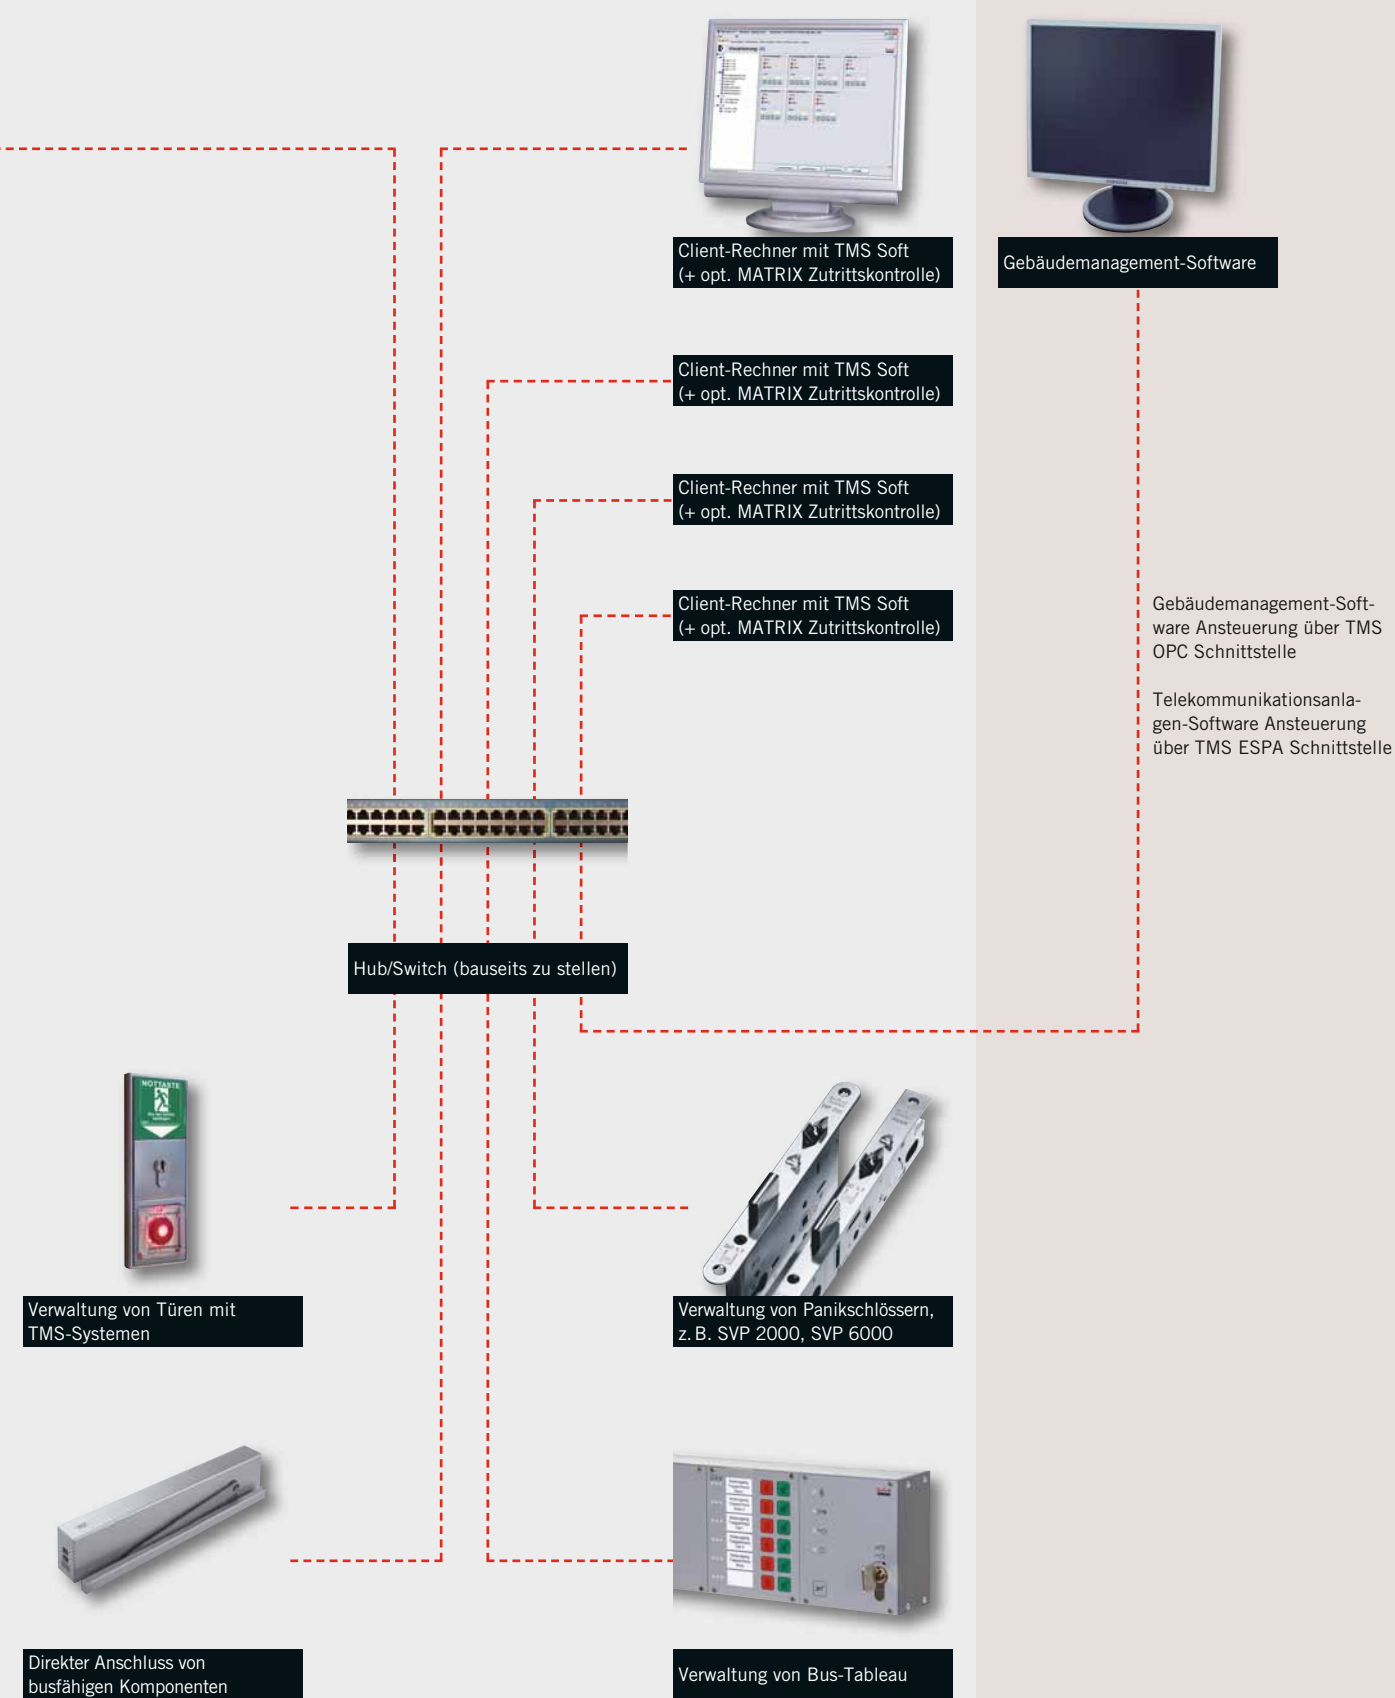 Client-Rechner mit TMS Soft
(+ opt. MATRIX Zutrittskontrolle)
Gebäudemanagement-Software
Client-Rechner mit TMS Soft
(+ opt. MATRIX Zutrittskontrolle)
Client-Rechner mit TMS Soft
(+ opt. MATRIX Zutrittskontrolle)
Client-Rechner mit TMS Soft
(+ opt. MATRIX Zutrittskontrolle)
Gebäudemanagement-Soft-
ware Ansteuerung über TMS
OPC Schnittstelle
Telekommunikationsanla-
gen-Software Ansteuerung
über TMS ESPA Schnittstelle
Hub/Switch (bauseits zu stellen)
NOTTASTE
Verwaltung von Türen mit
TMS-Systemen
Verwaltung von Panikschlössern,
z. B. SVP 2000, SVP 6000
Direkter Anschluss von
busfähigen Komponenten
Verwaltung von Bus-Tableau